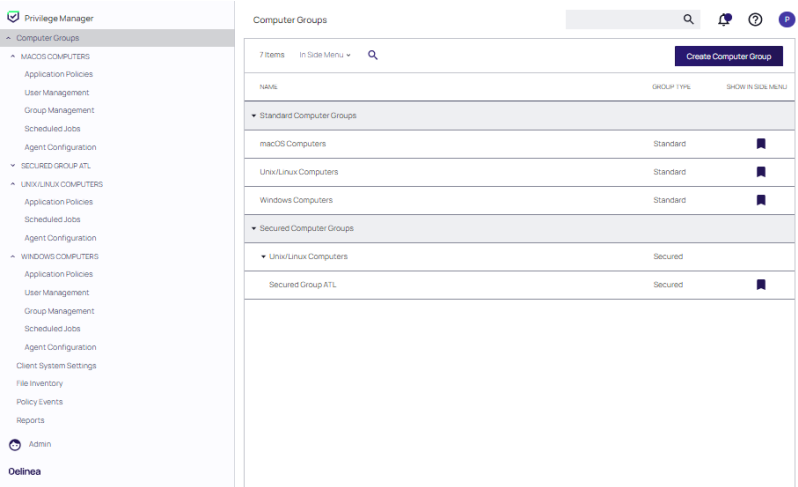 Privilege Manager
Computer Groups
MACOS COMPUTERS
Application Policies
User Management
Group Management
Scheduled Jobs
Agent Configuration
SECURED GROUP ATL
UNIX/LINUX COMPUTERS
Application Policies
Scheduled Jobs
Agent Configuration
WINDOWS COMPUTERS
Application Policies
User Management
Group Management
Scheduled Jobs
Agent Configuration
Client System Settings
File Inventory
Policy Events
Reports
Admin
Delinea
Computer Groups
P
7 Items In Side Menu
Create Computer Group
NAME GROUP TYPE SHOW IN SIDE MENU
Standard Computer Groups
macOS Computers Standard
Unix/Linux Computers Standard
Windows Computers Standard
Secured Computer Groups
Unix/Linux Computers Secured
Secured Group ATL Secured